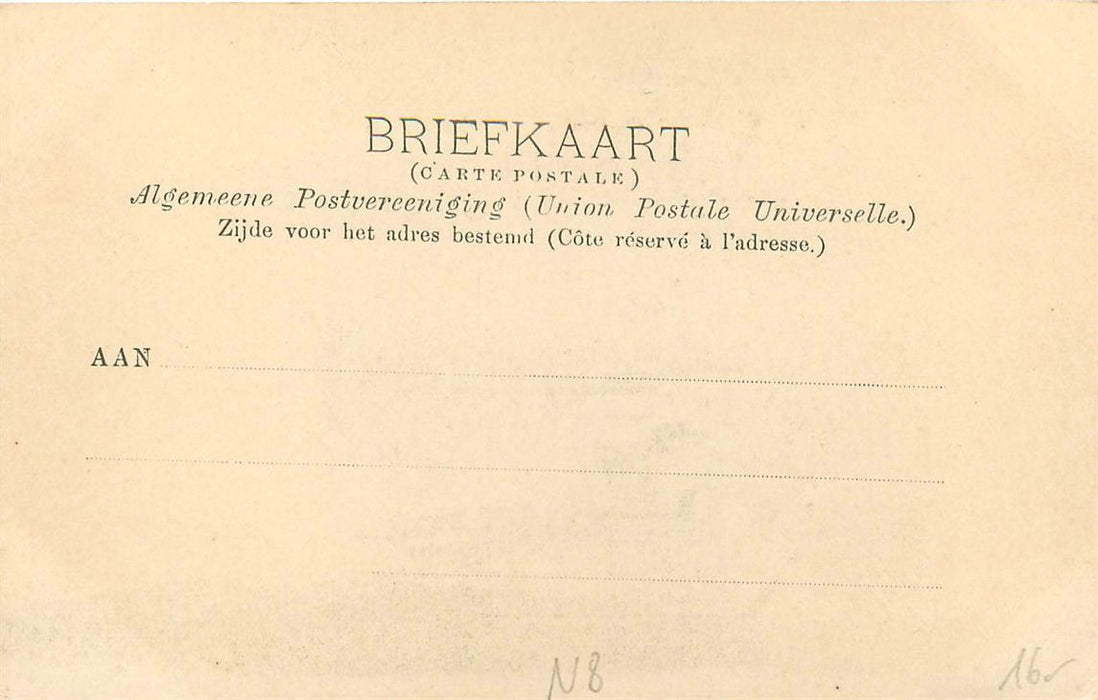 BRIEFKAART
(CARTE POSTALE)
Algemeene Postvereeniging (Union Postale Universelle.)
Zijde voor het adres bestemd (Côte réservé à l'adresse.)
AAN
N8
16